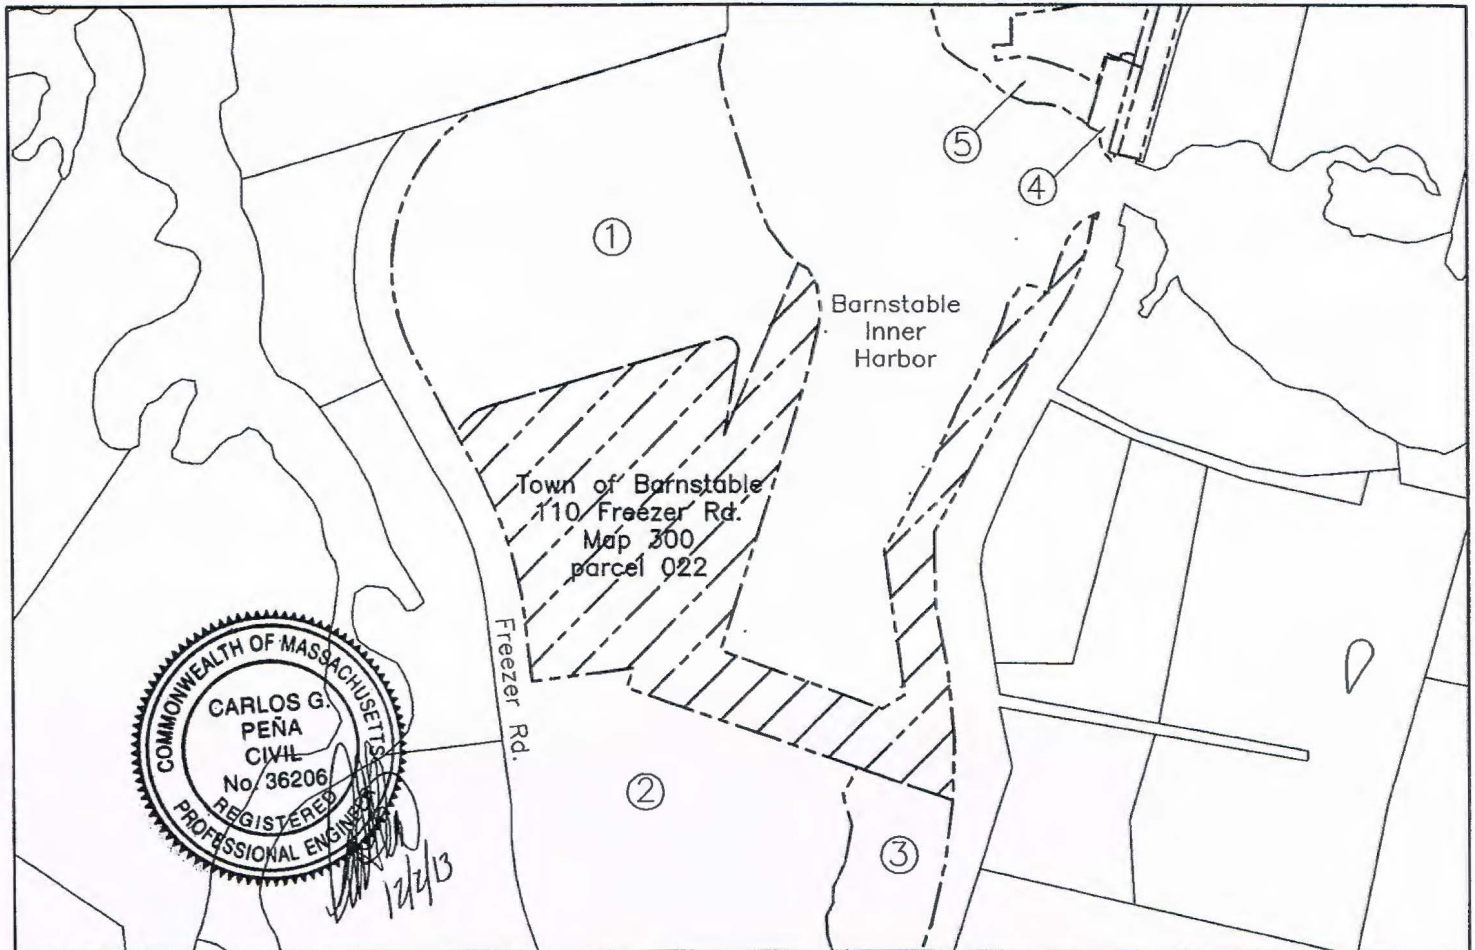 ⑤
④
①
Barnstable
Inner
Harbor
Town of Barnstable
110 Freezer Rd.
Map 300
parcel 022
Freezer Rd.
COMMONWEALTH OF MASSACHUSETTS
CARLOS G.
PEÑA
CIVIL
No. 36206
REGISTERED
PROFESSIONAL ENGINEER
12/2/13
②
③